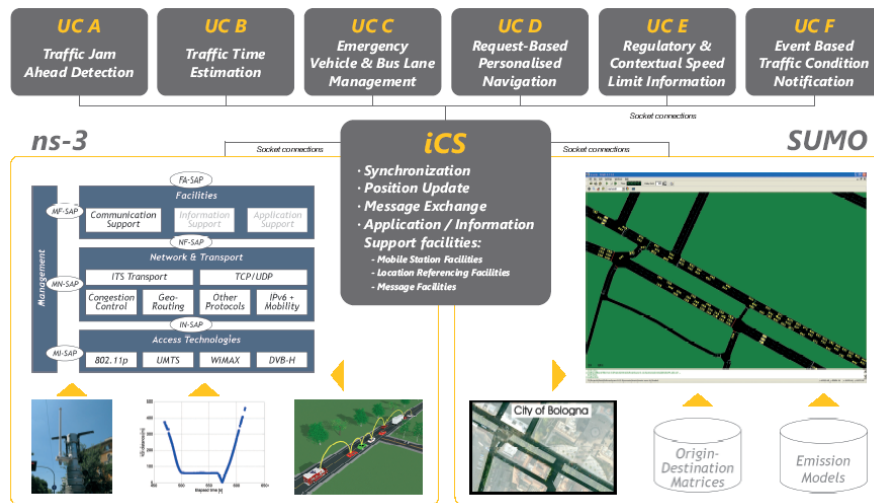 UC A
Traffic Jam
Ahead Detection
UC B
Traffic Time
Estimation
UC C
Emergency
Vehicle & Bus Lane
Management
UC D
Request-Based
Personalised
Navigation
UC E
Regulatory &
Contextual Speed
Limit Information
UC F
Event Based
Traffic Condition
Notification
Socket connections
ns-3
Socket connections
iCS
· Synchronization
· Position Update
· Message Exchange
· Application / Information
Support facilities:
- Mobile Station Facilities
- Location Referencing Facilities
- Message Facilities
Socket connections
SUMO
Management
FA-SAP
Facilities
MF-SAP
Communication
Support
Information
Support
Application
Support
NF-SAP
Network & Transport
ITS Transport
TCP/UDP
MN-SAP
Congestion
Control
Geo-
Routing
Other
Protocols
IPv6 +
Mobility
IN-SAP
Access Technologies
MI-SAP
802.11p
UMTS
WiMAX
DVB-H
City of Bologna
Origin-
Destination
Matrices
Emission
Models